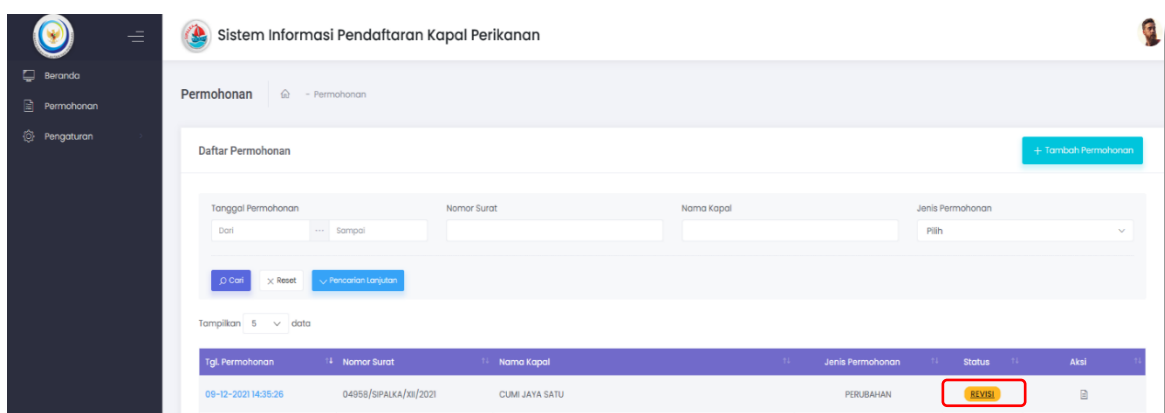 Sistem Informasi Pendaftaran Kapal Perikanan
Beranda
Permohonan
Pengaturan
Permohonan - Permohonan
Daftar Permohonan
+ Tambah Permohonan
Tanggal Permohonan Nomor Surat Nama Kapal Jenis Permohonan
Dari ... Sampai Pilih
Cari × Reset Pencarian Lanjutan
Tampilkan 5 data
Tgl. Permohonan Nomor Surat Nama Kapal Jenis Permohonan Status Aksi
09-12-2021 14:35:26 04958/SIPALKA/XII/2021 CUMI JAYA SATU PERUBAHAN REVISI